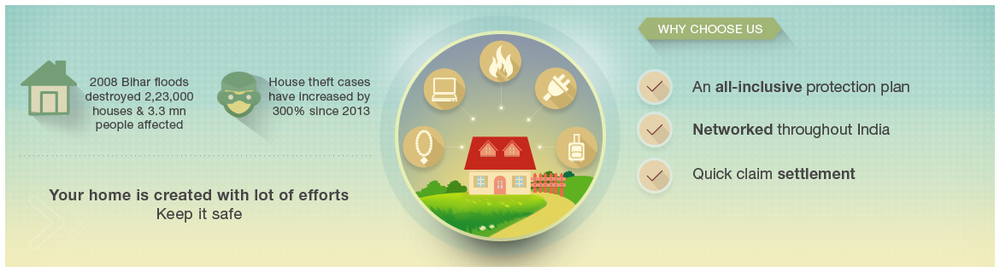 2008 Bihar floods
destroyed 2,23,000
houses & 3.3 mn
people affected
House theft cases
have increased by
300% since 2013
Your home is created with lot of efforts
Keep it safe
WHY CHOOSE US
An all-inclusive protection plan
Networked throughout India
Quick claim settlement